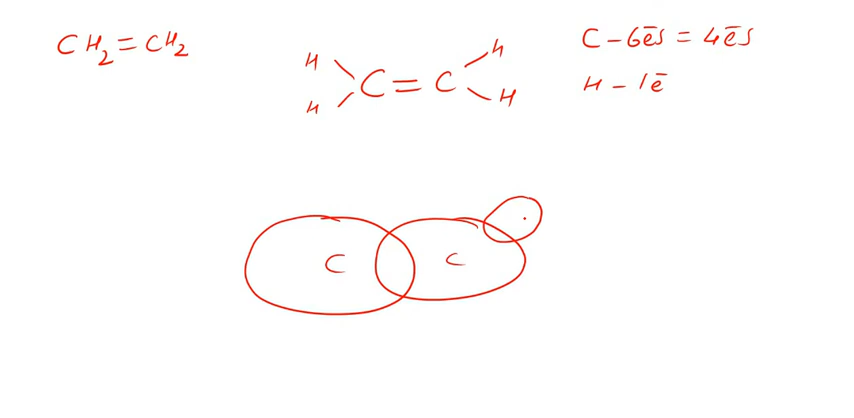 CH₂=CH₂
C – 6ēs = 4ēs
H – 1ē
H H
C = C
H H
C C